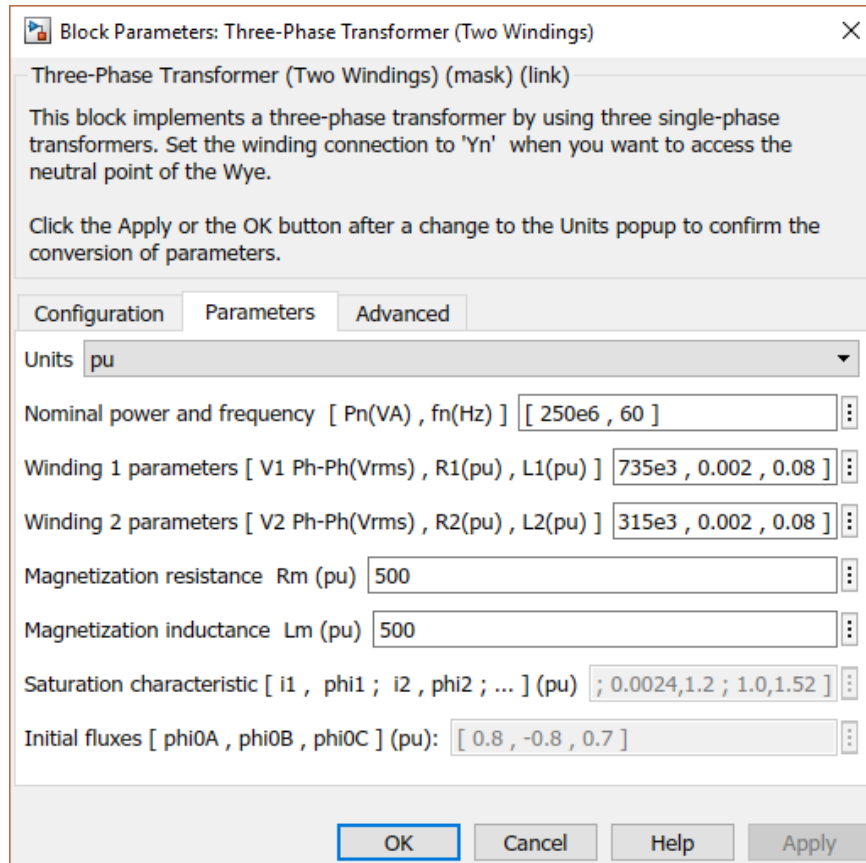 Block Parameters: Three-Phase Transformer (Two Windings)
Three-Phase Transformer (Two Windings) (mask) (link)
This block implements a three-phase transformer by using three single-phase
transformers. Set the winding connection to 'Yn'  when you want to access the
neutral point of the Wye.
Click the Apply or the OK button after a change to the Units popup to confirm the
conversion of parameters.
Configuration Parameters Advanced
Units pu
Nominal power and frequency  [ Pn(VA) , fn(Hz) ] [ 250e6 , 60 ]
Winding 1 parameters [ V1 Ph-Ph(Vrms) , R1(pu) , L1(pu) ] 735e3 , 0.002 , 0.08 ]
Winding 2 parameters [ V2 Ph-Ph(Vrms) , R2(pu) , L2(pu) ] 315e3 , 0.002 , 0.08 ]
Magnetization resistance  Rm (pu) 500
Magnetization inductance  Lm (pu) 500
Saturation characteristic [ i1 ,  phi1 ;  i2 , phi2 ; ... ] (pu) ; 0.0024,1.2 ; 1.0,1.52 ]
Initial fluxes [ phi0A , phi0B , phi0C ] (pu): [ 0.8 , -0.8 , 0.7 ]
OK Cancel Help Apply